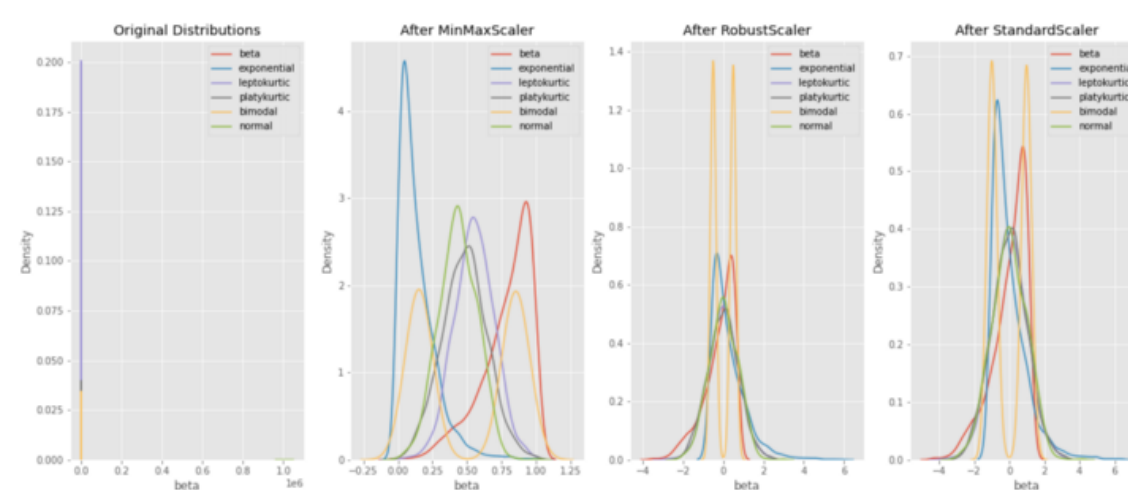 Original Distributions
0.200
0.175
0.150
0.125
0.100
0.075
0.050
0.025
0.000
Density
0.0 0.2 0.4 0.6 0.8 1.0
1e6
beta
beta
exponential
leptokurtic
platykurtic
bimodal
normal
After MinMaxScaler
4
3
2
1
0
Density
−0.25 0.00 0.25 0.50 0.75 1.00 1.25
beta
beta
exponential
leptokurtic
platykurtic
bimodal
normal
After RobustScaler
1.4
1.2
1.0
0.8
0.6
0.4
0.2
0.0
Density
−4 −2 0 2 4 6
beta
beta
exponential
leptokurtic
platykurtic
bimodal
normal
After StandardScaler
0.7
0.6
0.5
0.4
0.3
0.2
0.1
0.0
Density
−4 −2 0 2 4 6
beta
beta
exponential
leptokurtic
platykurtic
bimodal
normal